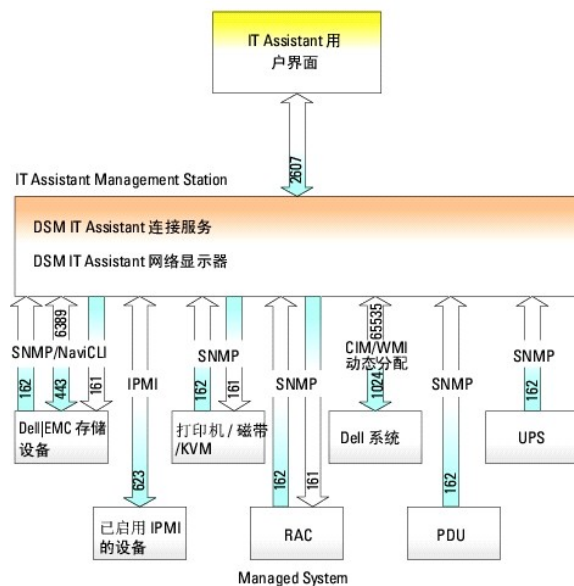 IT Assistant 用
户界面
2607
IT Assistant Management Station
DSM IT Assistant 连接服务
DSM IT Assistant 网络显示器
6389
65535
SNMP/NaviCLI
IPMI
SNMP
SNMP
CIM/WMI
动态分配
SNMP
SNMP
162
443
161
162
161
1024
162
Dell|EMC 存储
设备
打印机 / 磁带
/KVM
Dell 系统
UPS
623
162
161
162
已启用 IPMI
的设备
RAC
PDU
Managed System